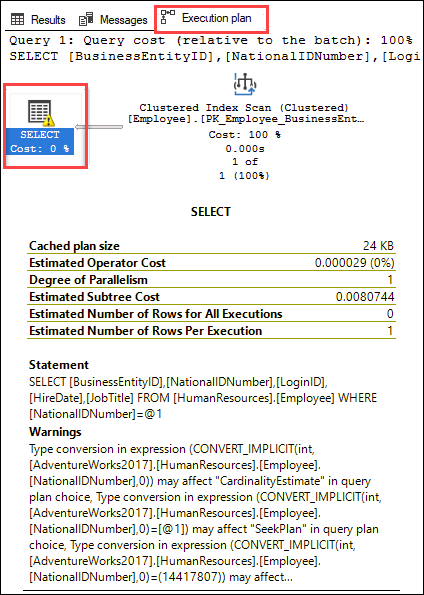 Results Messages Execution plan
Query 1: Query cost (relative to the batch): 100%
SELECT [BusinessEntityID],[NationalIDNumber],[Logi
Clustered Index Scan (Clustered)
[Employee].[PK_Employee_BusinessEnt…
SELECT
Cost: 0 %
Cost: 100 %
0.000s
1 of
1 (100%)
SELECT
Cached plan size 24 KB
Estimated Operator Cost 0.000029 (0%)
Degree of Parallelism 1
Estimated Subtree Cost 0.0080744
Estimated Number of Rows for All Executions 0
Estimated Number of Rows Per Execution 1
Statement
SELECT [BusinessEntityID],[NationalIDNumber],[LoginID],
[HireDate],[JobTitle] FROM [HumanResources].[Employee] WHERE
[NationalIDNumber]=@1
Warnings
Type conversion in expression (CONVERT_IMPLICIT(int,
[AdventureWorks2017].[HumanResources].[Employee].
[NationalIDNumber],0)) may affect "CardinalityEstimate" in query
plan choice, Type conversion in expression (CONVERT_IMPLICIT(int,
[AdventureWorks2017].[HumanResources].[Employee].
[NationalIDNumber],0)=[@1]) may affect "SeekPlan" in query plan
choice, Type conversion in expression (CONVERT_IMPLICIT(int,
[AdventureWorks2017].[HumanResources].[Employee].
[NationalIDNumber],0)=(14417807)) may affect...